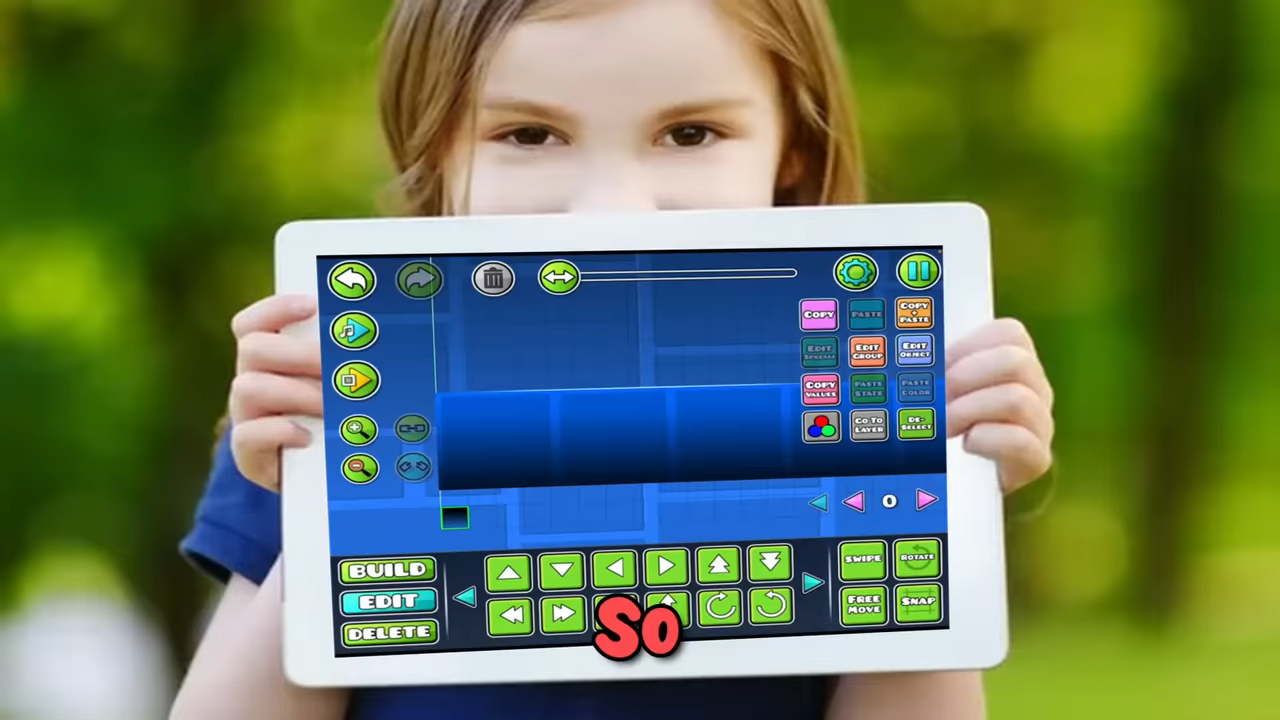 COPY PASTE COPY + PASTE
EDIT SPECIAL EDIT GROUP EDIT OBJECT
COPY VALUES PASTE STATE PASTE COLOR
GO TO LAYER DE-SELECT
0
BUILD
EDIT
DELETE
SWIPE ROTATE
FREE MOVE SNAP
So